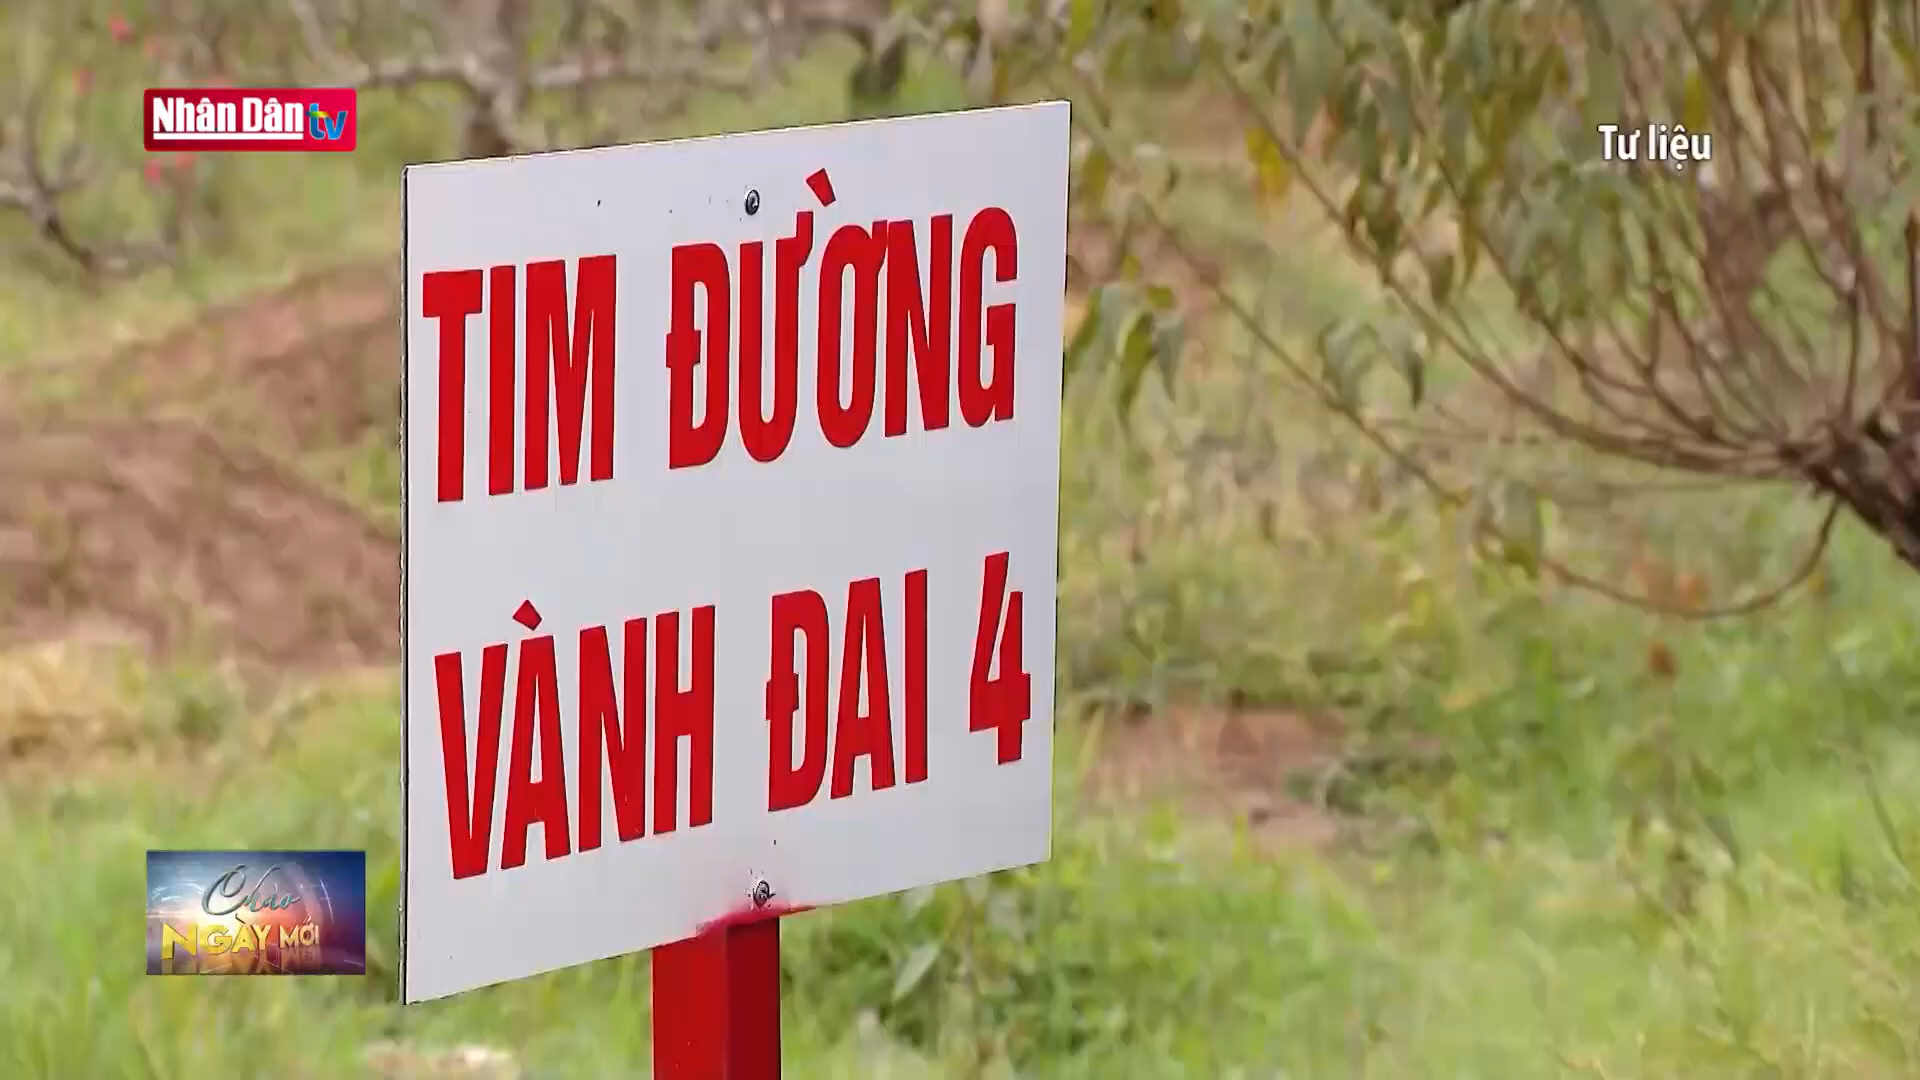 Nhân Dân tv
Tư liệu
TIM ĐƯỜNG
VÀNH ĐAI 4
Chào
NGÀY MỚI